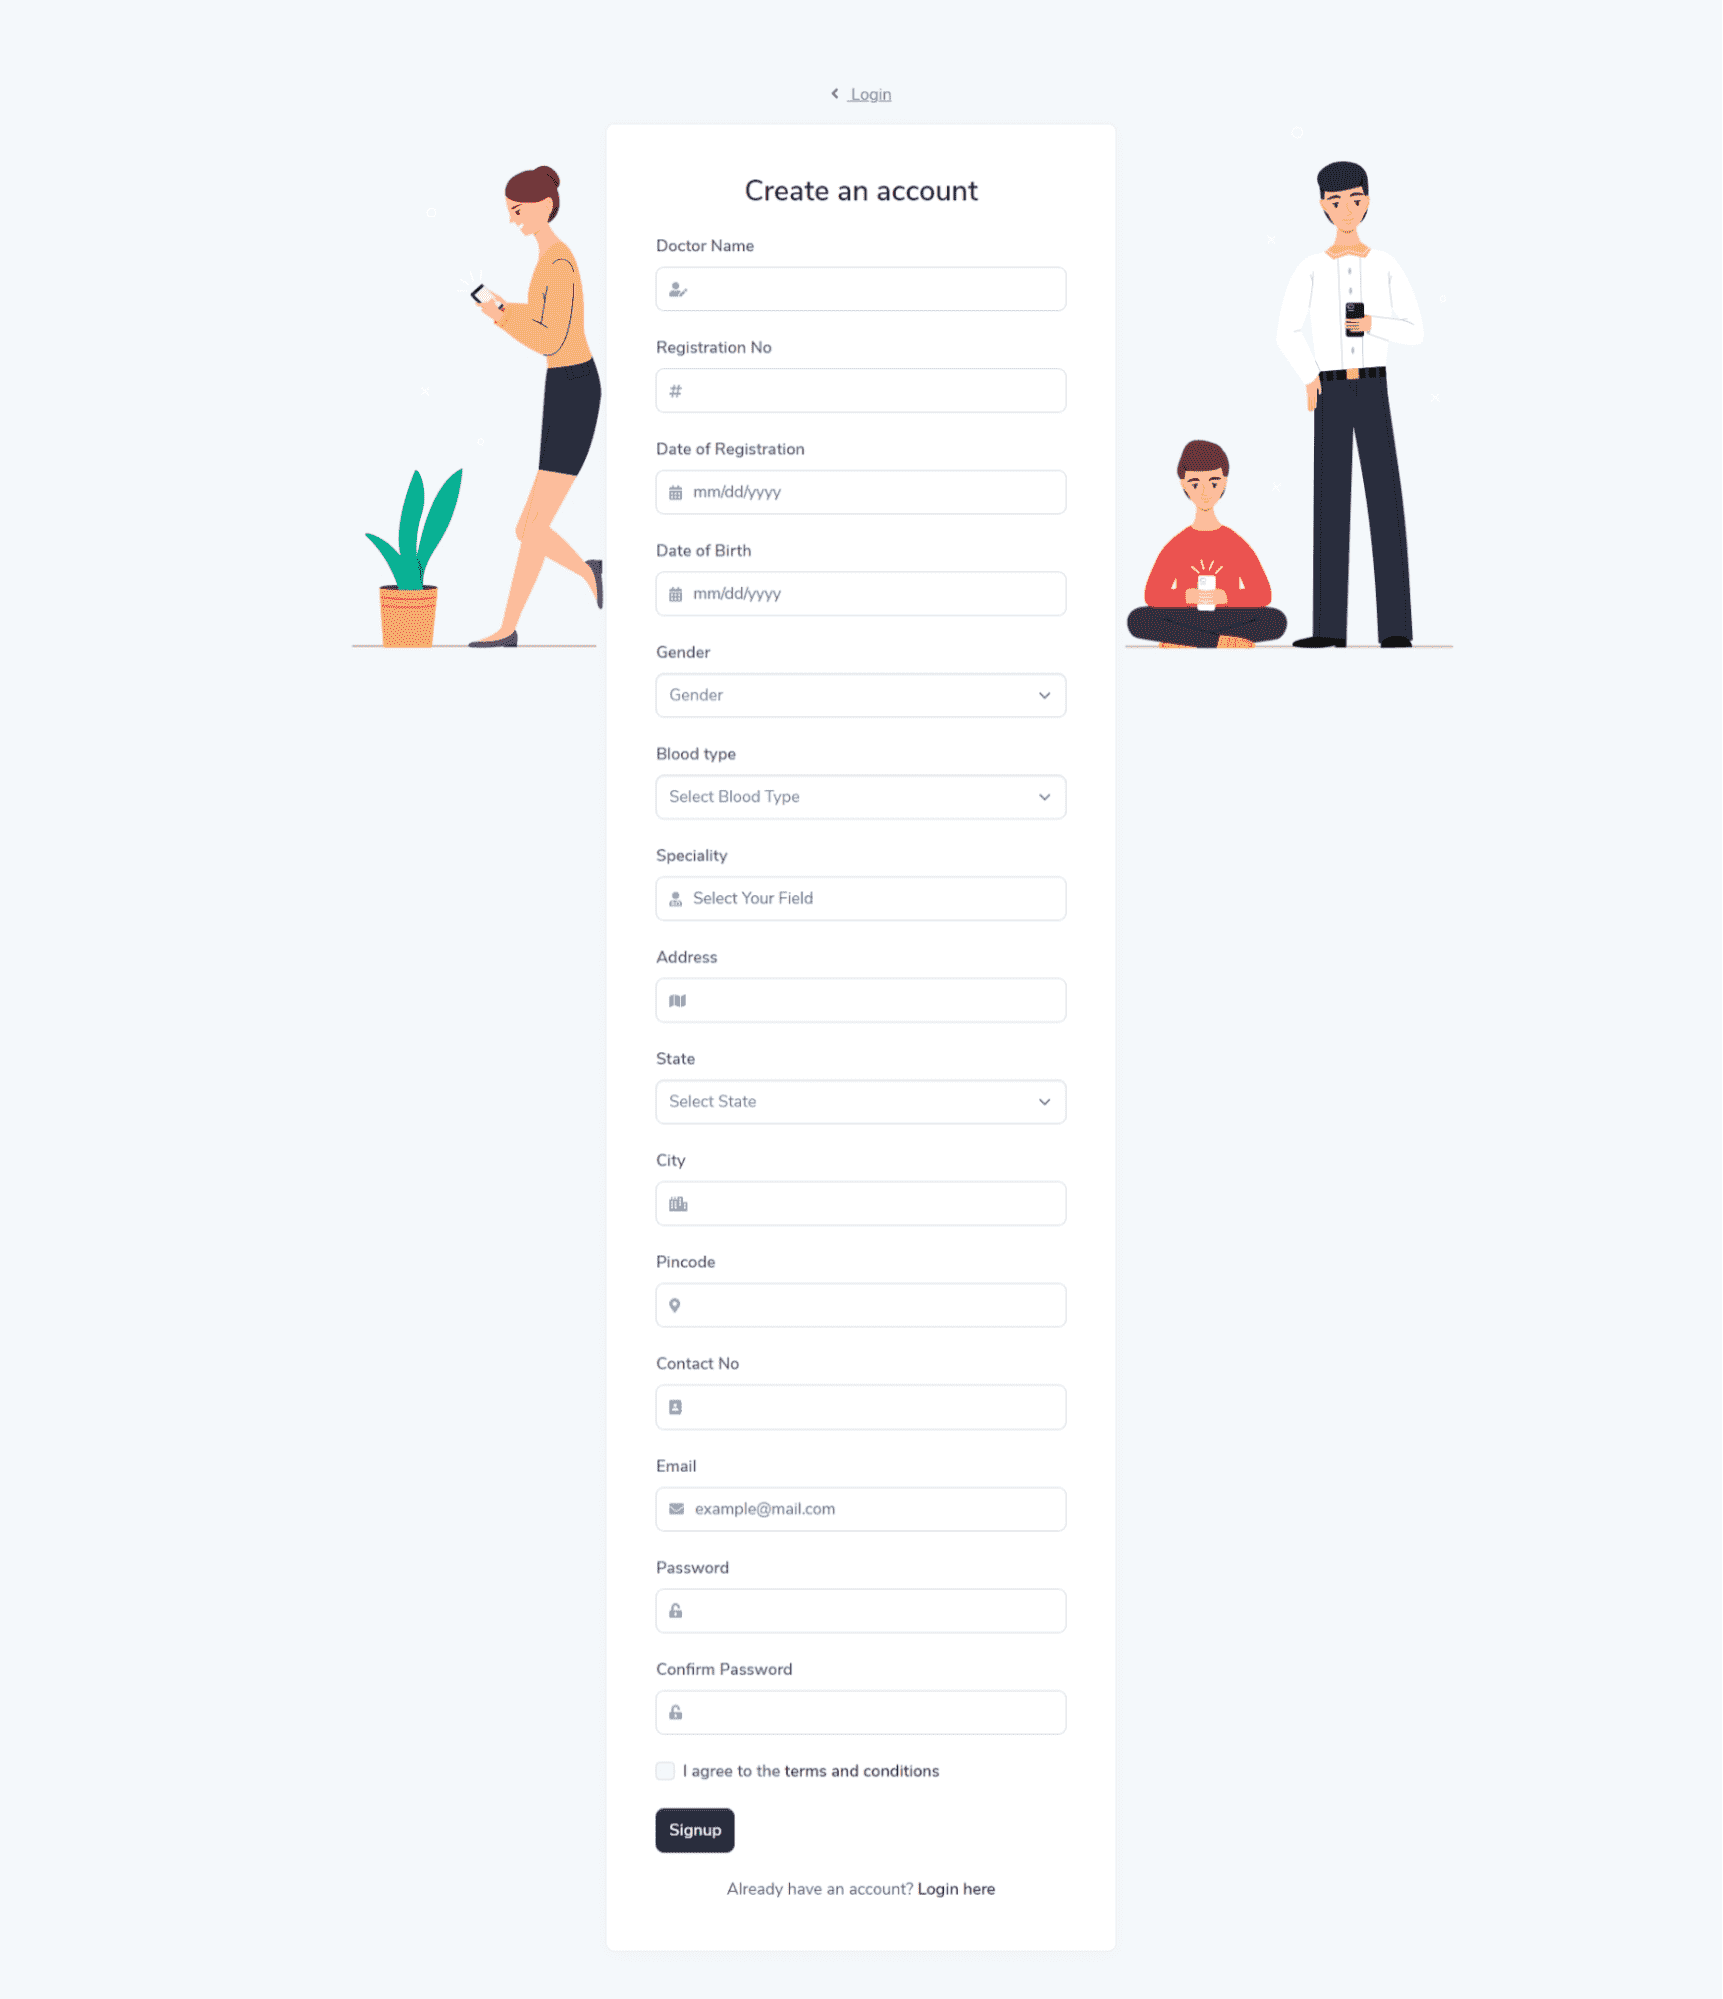 Login
Create an account
Doctor Name
Registration No
#
Date of Registration
mm/dd/yyyy
Date of Birth
mm/dd/yyyy
Gender
Gender
Blood type
Select Blood Type
Speciality
Select Your Field
Address
State
Select State
City
Pincode
Contact No
Email
example@mail.com
Password
Confirm Password
I agree to the terms and conditions
Signup
Already have an account? Login here